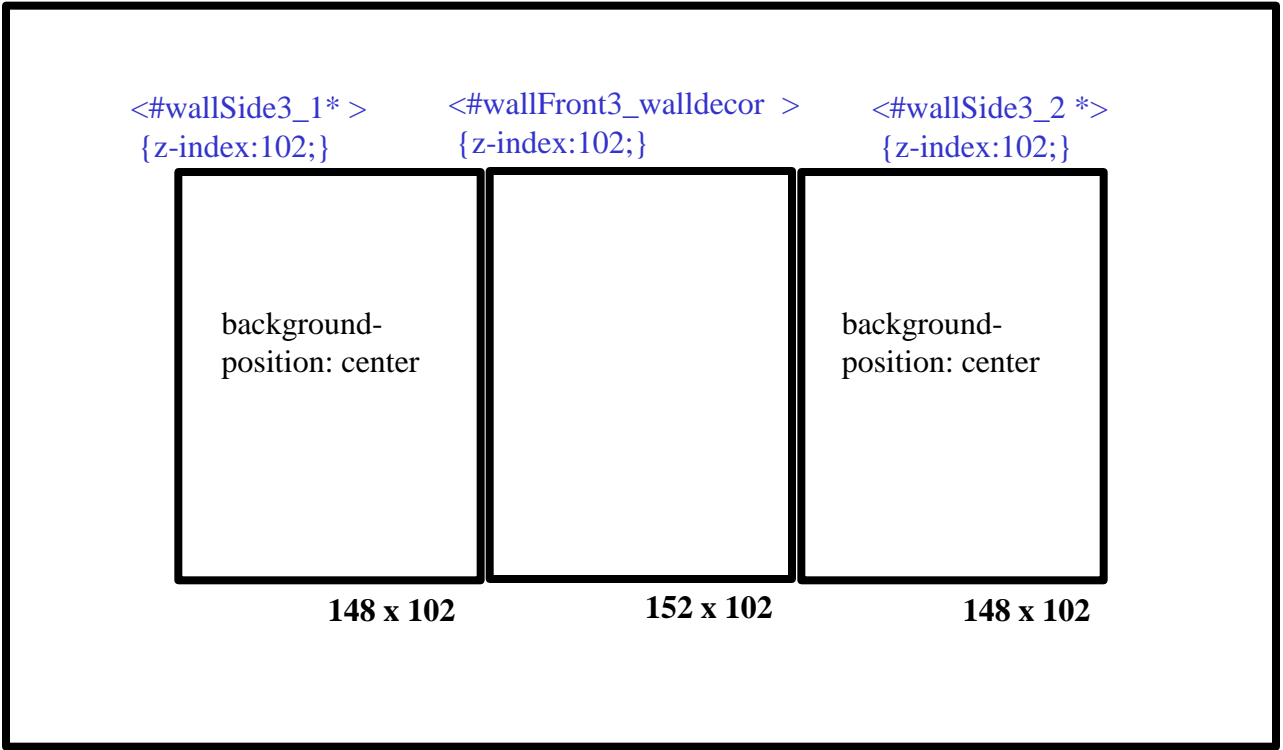 <#wallSide3_1* >
{z-index:102;}
<#wallFront3_walldecor  >
{z-index:102;}
<#wallSide3_2 *>
{z-index:102;}
background-
position: center
background-
position: center
148 x 102
152 x 102
148 x 102